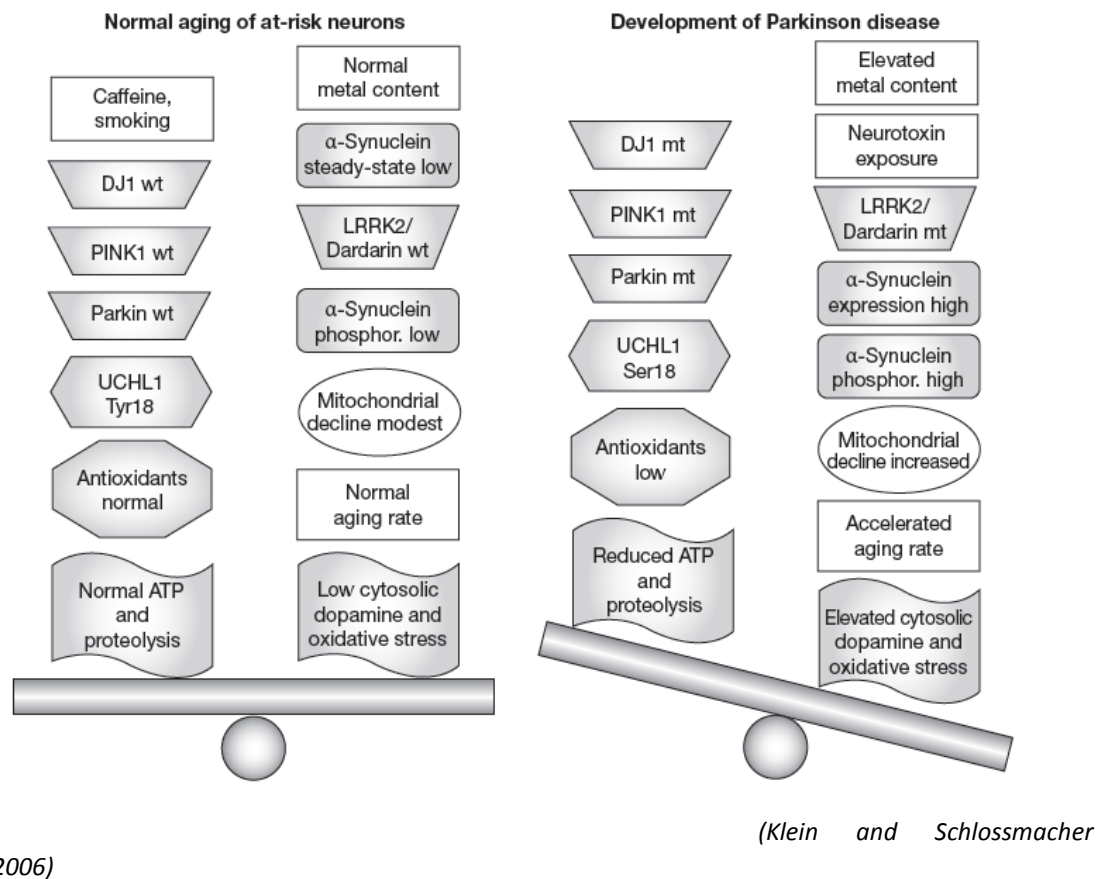 Normal aging of at-risk neurons
Caffeine,
smoking
DJ1 wt
PINK1 wt
Parkin wt
UCHL1
Tyr18
Antioxidants
normal
Normal ATP
and
proteolysis
Normal
metal content
α-Synuclein
steady-state low
LRRK2/
Dardarin wt
α-Synuclein
phosphor. low
Mitochondrial
decline modest
Normal
aging rate
Low cytosolic
dopamine and
oxidative stress
Development of Parkinson disease
DJ1 mt
PINK1 mt
Parkin mt
UCHL1
Ser18
Antioxidants
low
Reduced ATP
and
proteolysis
Elevated
metal content
Neurotoxin
exposure
LRRK2/
Dardarin mt
α-Synuclein
expression high
α-Synuclein
phosphor. high
Mitochondrial
decline increased
Accelerated
aging rate
Elevated cytosolic
dopamine and
oxidative stress
(Klein and Schlossmacher
2006)